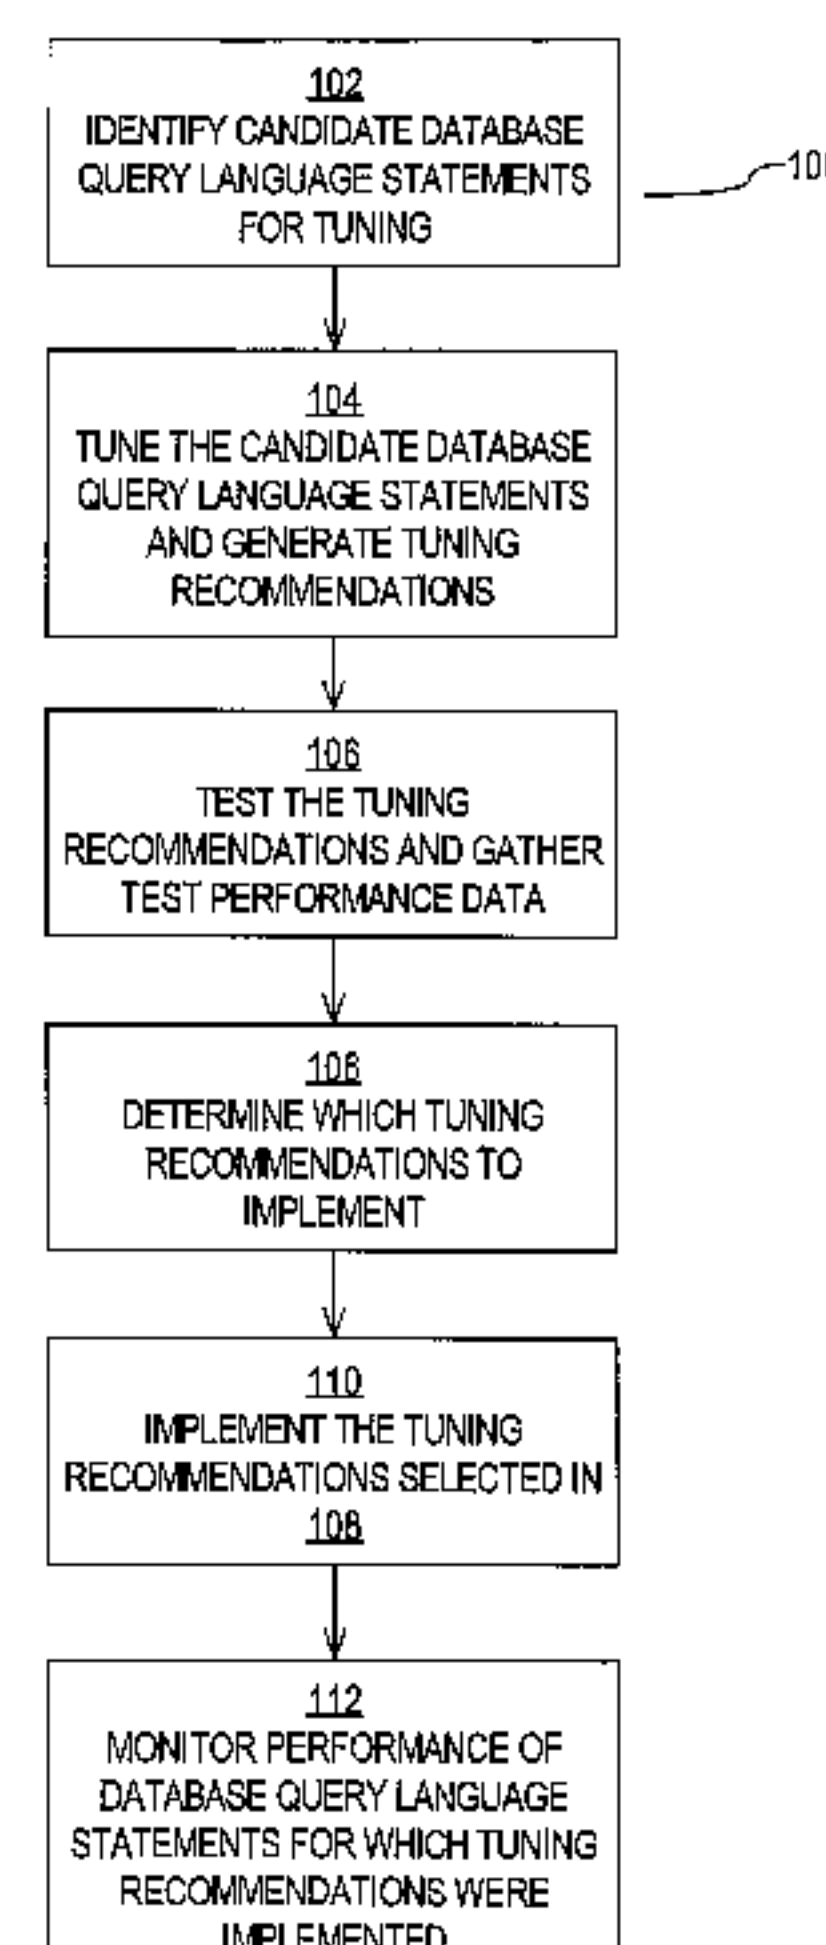 102
IDENTIFY CANDIDATE DATABASE
QUERY LANGUAGE STATEMENTS
FOR TUNING
104
TUNE THE CANDIDATE DATABASE
QUERY LANGUAGE STATEMENTS
AND GENERATE TUNING
RECOMMENDATIONS
106
TEST THE TUNING
RECOMMENDATIONS AND GATHER
TEST PERFORMANCE DATA
108
DETERMINE WHICH TUNING
RECOMMENDATIONS TO
IMPLEMENT
110
IMPLEMENT THE TUNING
RECOMMENDATIONS SELECTED IN
108
112
MONITOR PERFORMANCE OF
DATABASE QUERY LANGUAGE
STATEMENTS FOR WHICH TUNING
RECOMMENDATIONS WERE
IMPLEMENTED